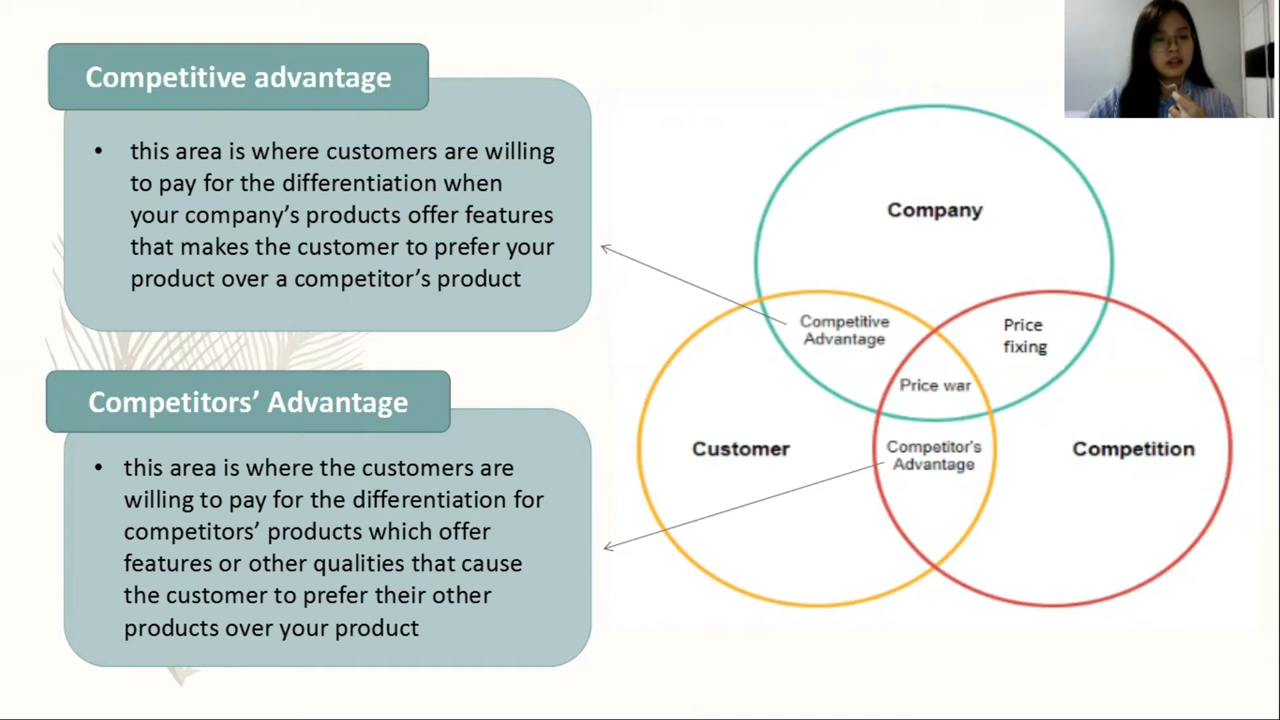 Competitive advantage
• this area is where customers are willing
to pay for the differentiation when
your company’s products offer features
that makes the customer to prefer your
product over a competitor’s product
Competitors’ Advantage
• this area is where the customers are
willing to pay for the differentiation for
competitors’ products which offer
features or other qualities that cause
the customer to prefer their other
products over your product
Company
Competitive
Advantage
Price
fixing
Price war
Customer
Competitor's
Advantage
Competition